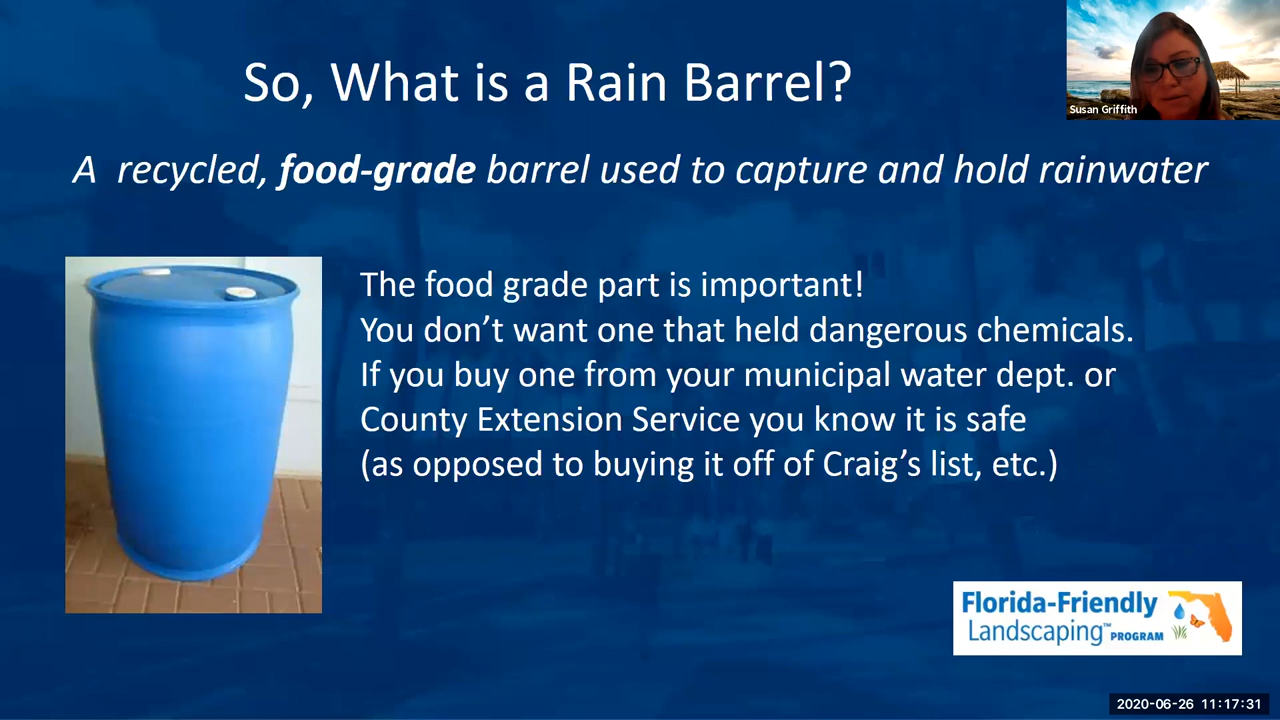 So, What is a Rain Barrel?
Susan Griffith
A recycled, food-grade barrel used to capture and hold rainwater
The food grade part is important!
You don’t want one that held dangerous chemicals.
If you buy one from your municipal water dept. or
County Extension Service you know it is safe
(as opposed to buying it off of Craig’s list, etc.)
Florida-Friendly
Landscaping™ PROGRAM
2020-06-26 11:17:31